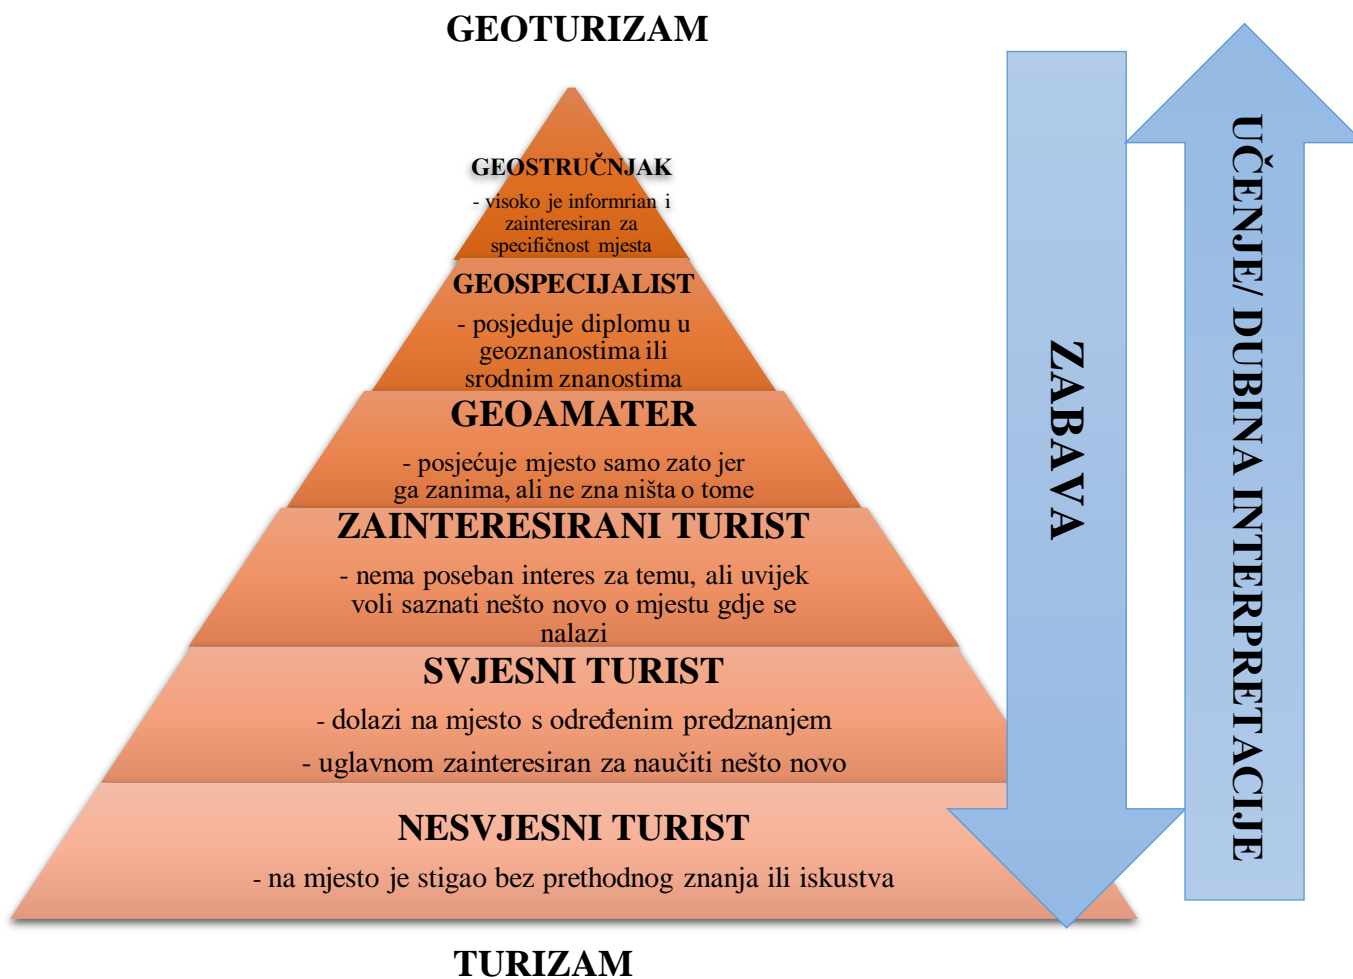 GEOTURIZAM
GEOSTRUČNJAK
- visoko je informrian i
zainteresiran za
specifičnost mjesta
GEOSPECIJALIST
- posjeduje diplomu u
geoznanostima ili
srodnim znanostima
GEOAMATER
- posjećuje mjesto samo zato jer
ga zanima, ali ne zna ništa o tome
ZAINTERESIRANI TURIST
- nema poseban interes za temu, ali uvijek
voli saznati nešto novo o mjestu gdje se
nalazi
SVJESNI TURIST
- dolazi na mjesto s određenim predznanjem
- uglavnom zainteresiran za naučiti nešto novo
NESVJESNI TURIST
- na mjesto je stigao bez prethodnog znanja ili iskustva
TURIZAM
ZABAVA
UČENJE/ DUBINA INTERPRETACIJE